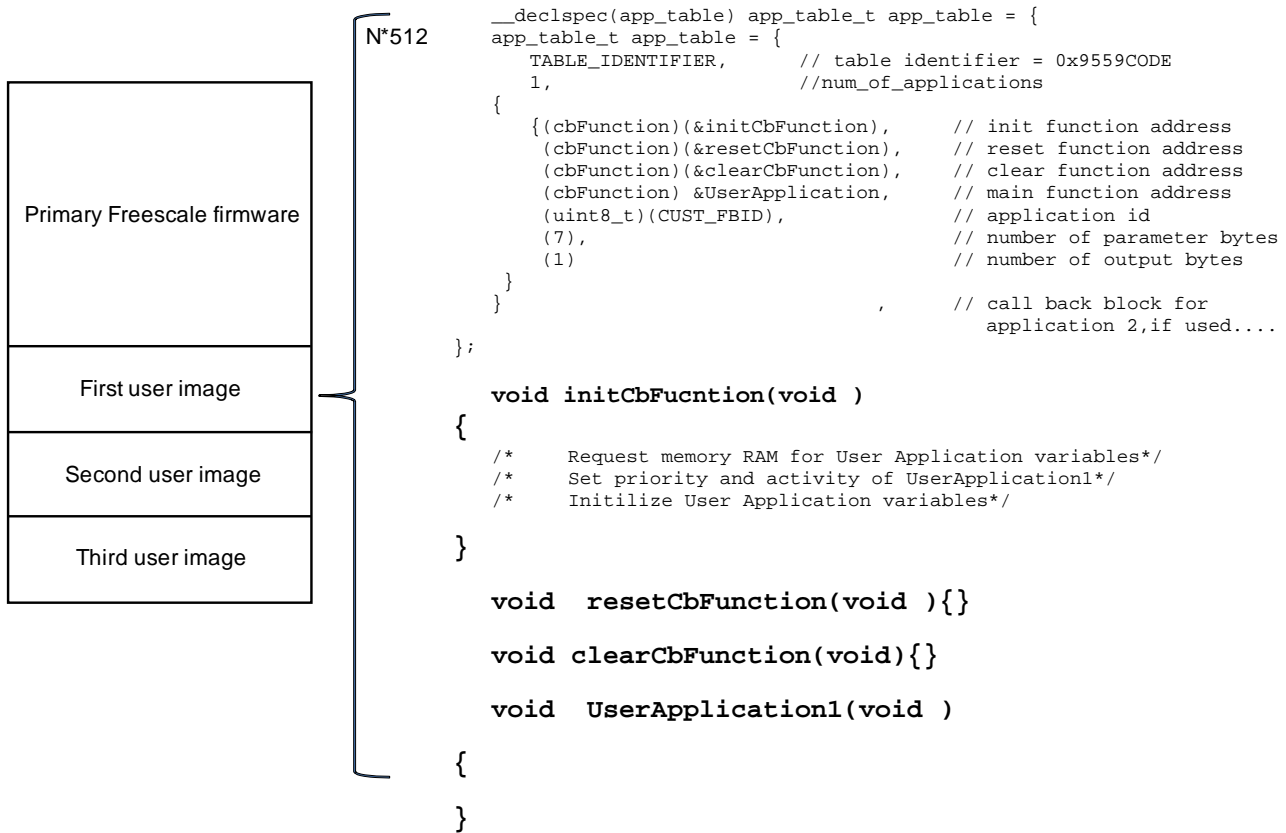 Primary Freescale firmware
First user image
Second user image
Third user image
N*512
__declspec(app_table) app_table_t app_table = {
app_table_t app_table = {
TABLE_IDENTIFIER, // table identifier = 0x9559CODE
1, //num_of_applications
{
{(cbFunction)(&initCbFunction), // init function address
(cbFunction)(&resetCbFunction), // reset function address
(cbFunction)(&clearCbFunction), // clear function address
(cbFunction) &UserApplication, // main function address
(uint8_t)(CUST_FBID), // application id
(7), // number of parameter bytes
(1) // number of output bytes
}
} , // call back block for
application 2,if used....
};
void initCbFucntion(void )
{
/* Request memory RAM for User Application variables*/
/* Set priority and activity of UserApplication1*/
/* Initilize User Application variables*/
}
void resetCbFunction(void ){}
void clearCbFunction(void){}
void UserApplication1(void )
{
}